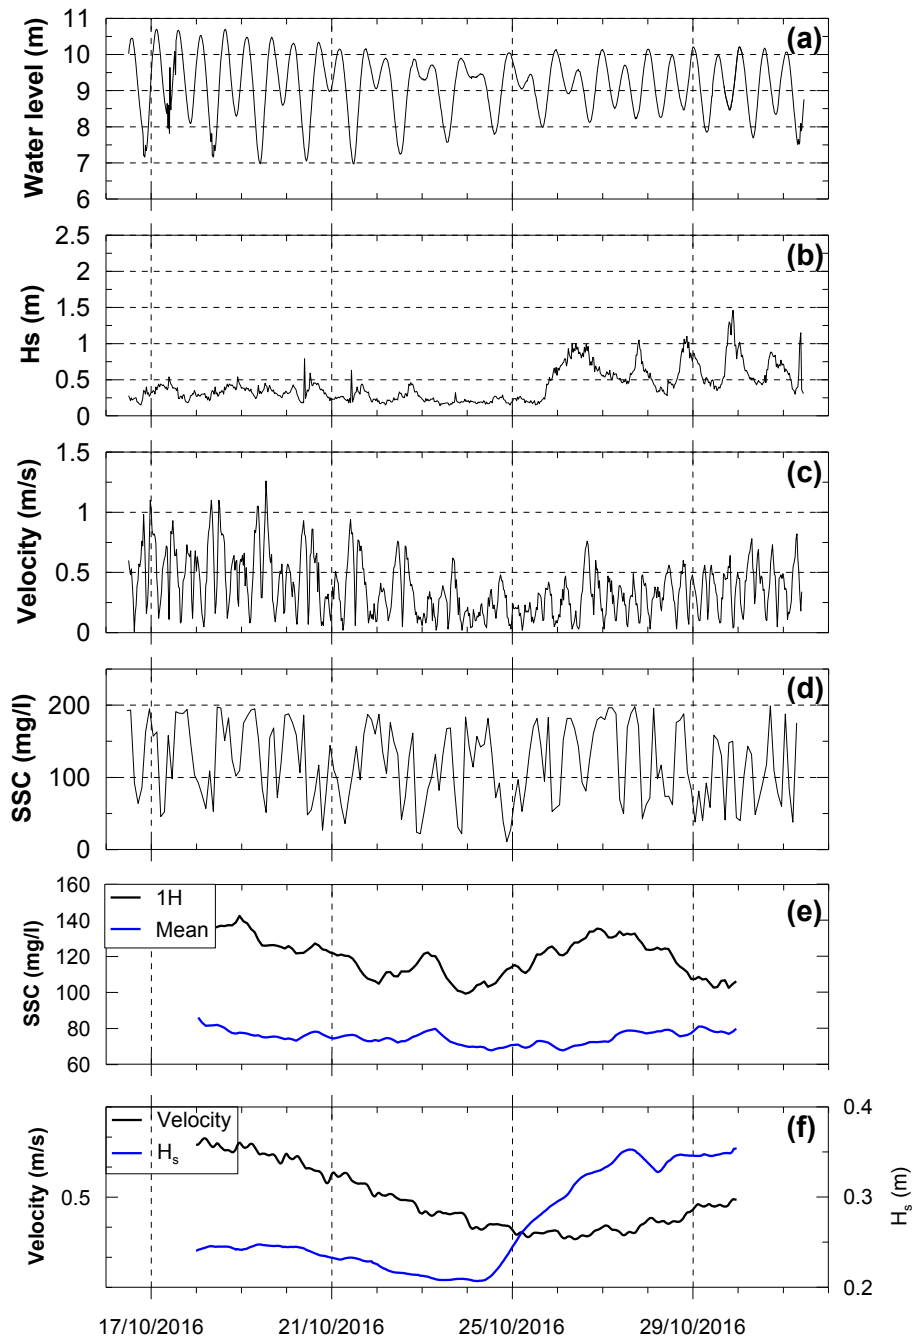 (a)
Water level (m)
11
10
9
8
7
6
(b)
Hs (m)
2.5
2
1.5
1
0.5
0
(c)
Velocity (m/s)
1.5
1
0.5
0
(d)
SSC (mg/l)
200
100
0
(e)
SSC (mg/l)
160
140
120
100
80
60
1H
Mean
(f)
Velocity (m/s)
0.5
Velocity
Hs
0.4
0.3
0.2
Hs (m)
17/10/2016 21/10/2016 25/10/2016 29/10/2016